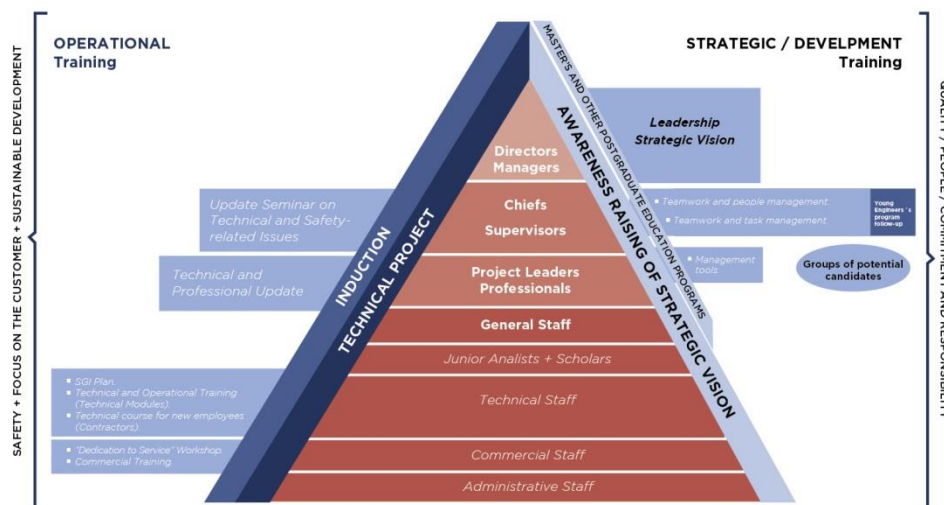 OPERATIONAL
Training
STRATEGIC / DEVELPMENT
Training
SAFETY + FOCUS ON THE CUSTOMER + SUSTAINABLE DEVELOPMENT
INDUCTION
TECHNICAL PROJECT
MASTER'S AND OTHER POSTGRADUATE EDUCATION PROGRAMS
AWARENESS RAISING OF STRATEGIC VISION
Leadership
Strategic Vision
Directors
Managers
Update Seminar on
Technical and Safety-
related Issues
Chiefs
Supervisors
Teamwork and people management.
Teamwork and task management
Young
Engineers´s
program
follow-up
Technical and
Professional Update
Project Leaders
Professionals
Management
tools
Groups of potential
candidates
General Staff
Junior Analists + Scholars
SGI Plan.
Technical and Operational Training
(Technical Modules).
Technical course for new employees
(Contractors).
Technical Staff
"Dedication to Service" Workshop.
Commercial Training
Commercial Staff
Administrative Staff